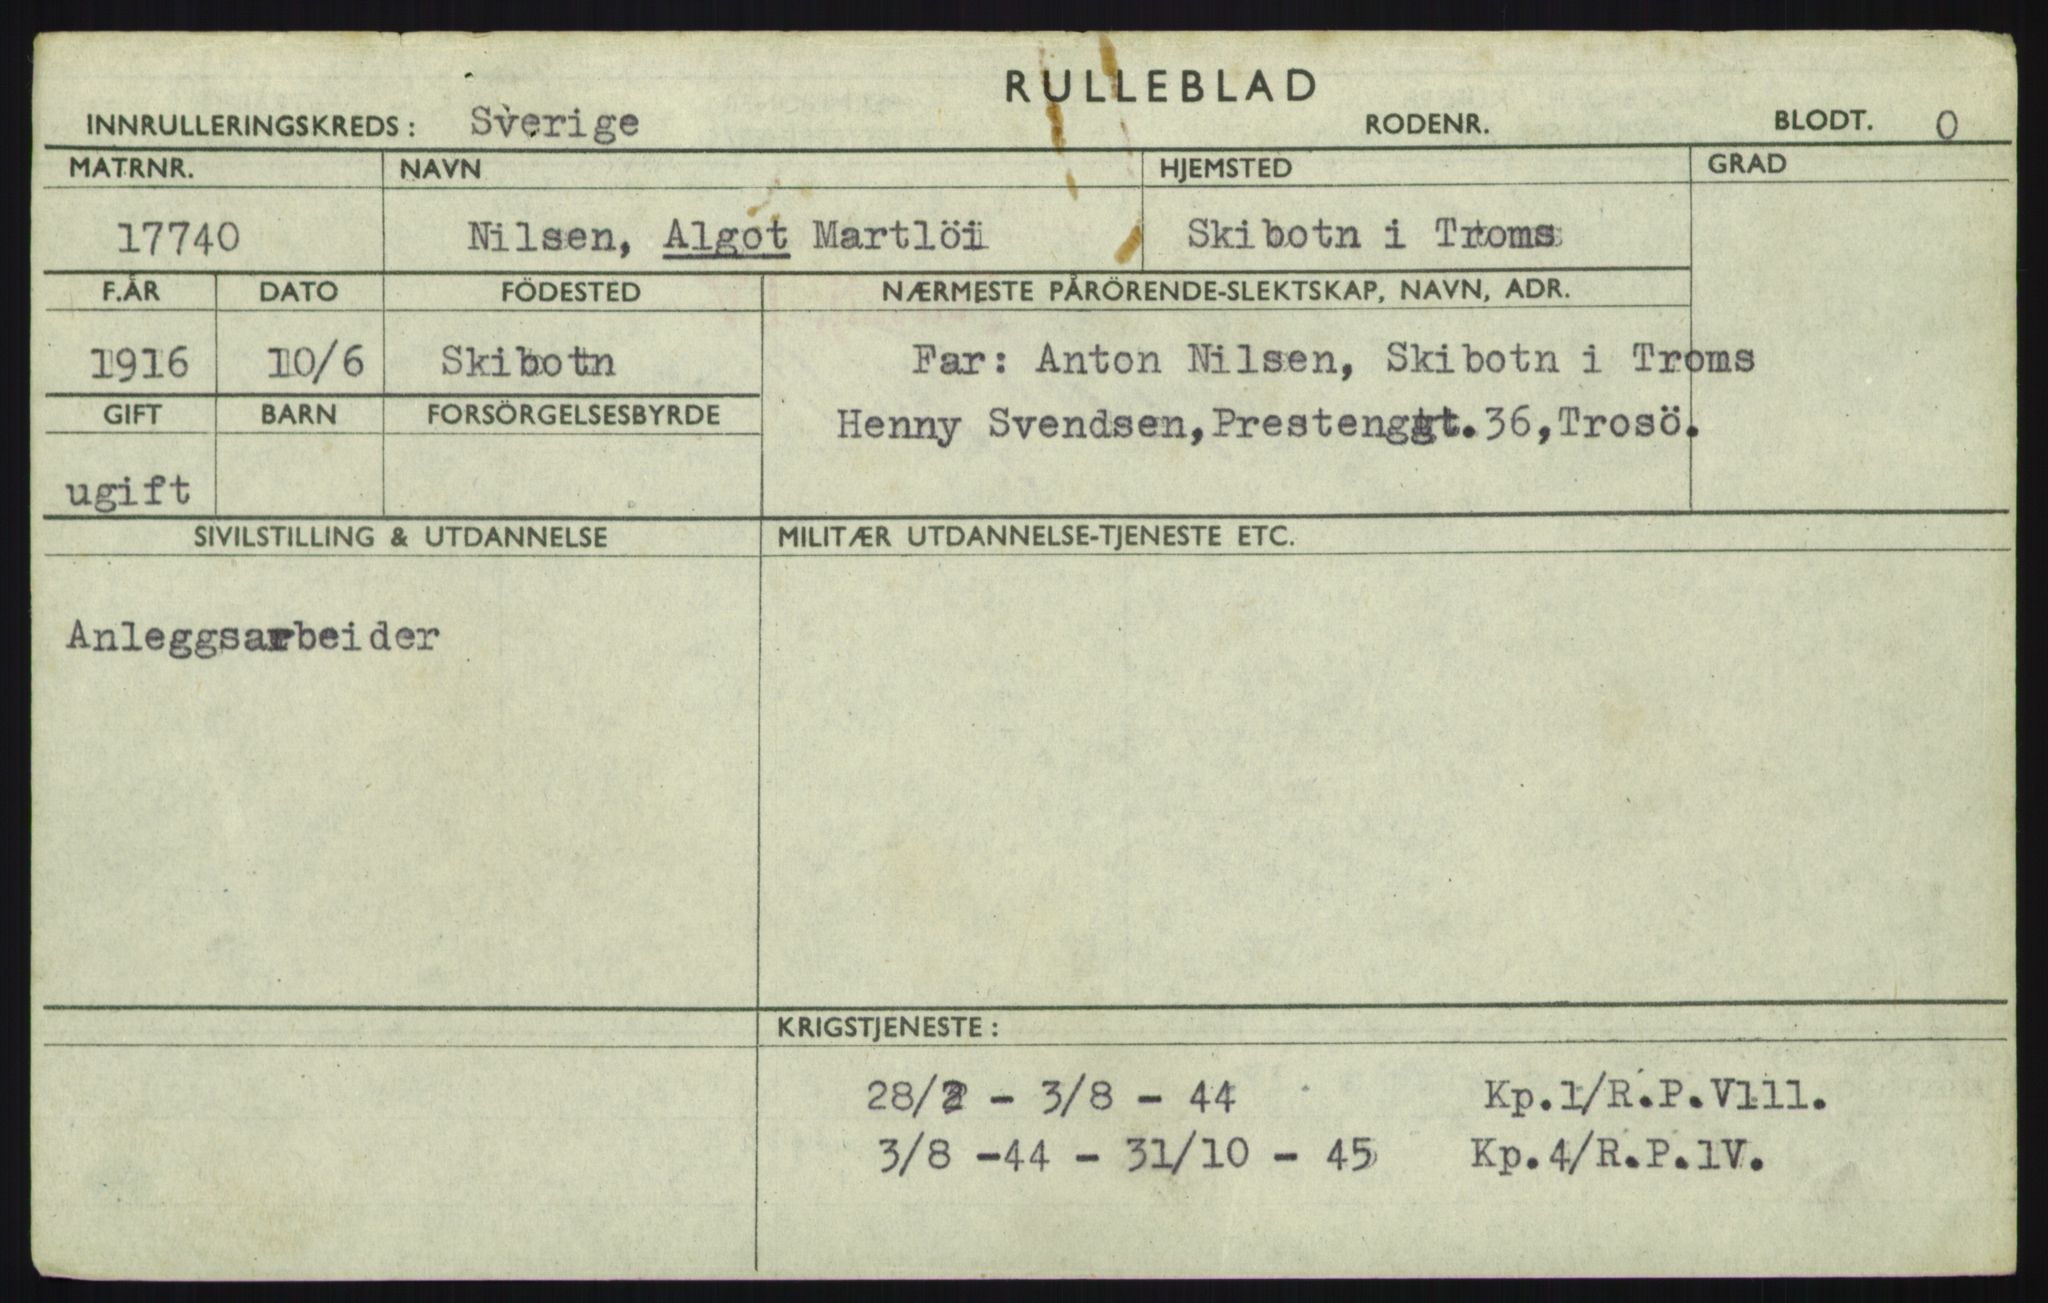 RULLEBLAD
INNRULLERINGSKREDS: Sverige RODENR. BLODT. O
MATRNR. NAVN HJEMSTED GRAD
17740 Nilsen, Algot Martlöi Skibotn i Troms
F.ÅR DATO FÖDESTED NÆRMESTE PÅRÖRENDE-SLEKTSKAP, NAVN, ADR.
1916 10/6 Skibotn Far: Anton Nilsen, Skibotn i Troms
GIFT BARN FORSÖRGELSESBYRDE
Henny Svendsen, Prestenggt. 36, Trosö.
ugift
SIVILSTILLING & UTDANNELSE MILITÆR UTDANNELSE-TJENESTE ETC.
Anleggsarbeider
KRIGSTJENESTE:
28/2 - 3/8 - 44 Kp.1/R.P.V111.
3/8 -44 - 31/10 - 45 Kp.4/R.P.1V.